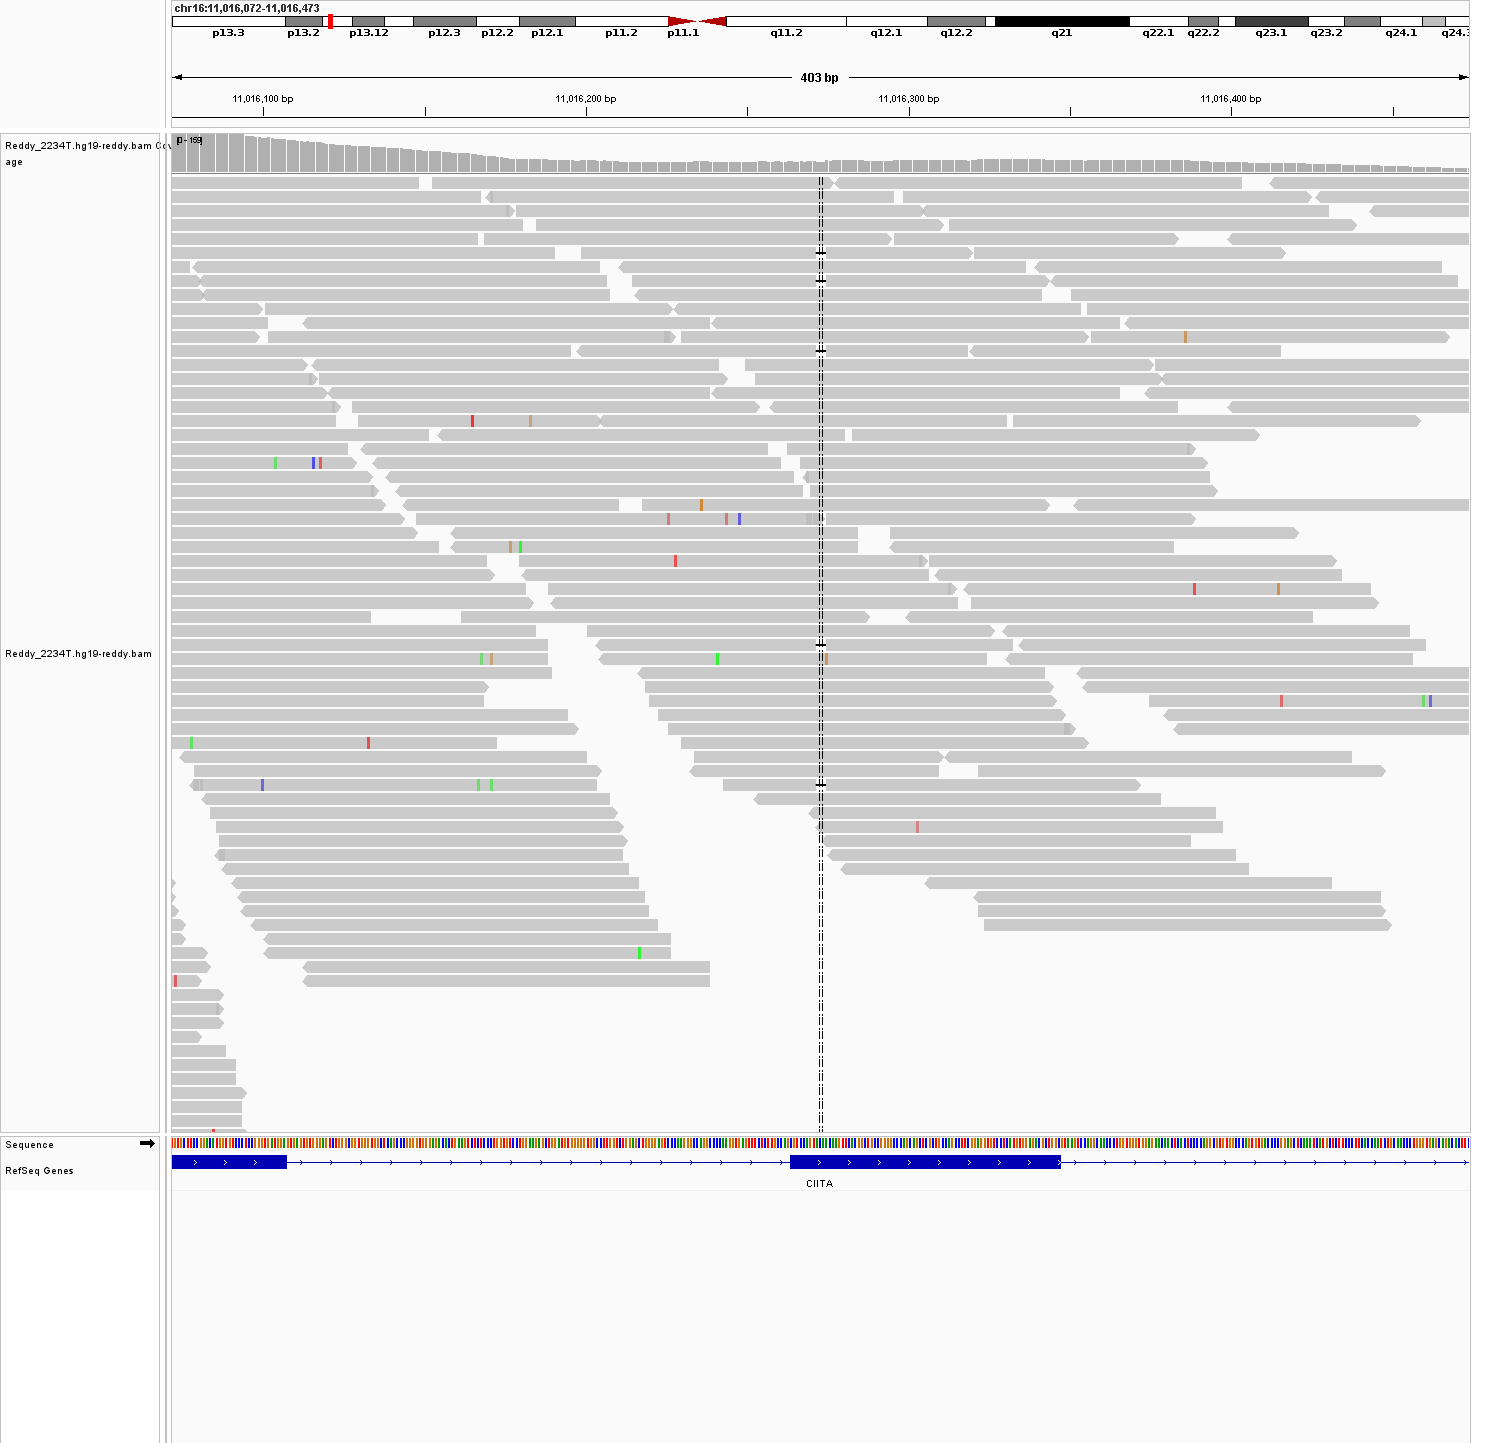 chr16:11,016,072-11,016,473
p13.3 p13.2 p13.12 p12.3 p12.2 p12.1 p11.2 p11.1 q11.2 q12.1 q12.2 q21 q22.1 q22.2 q23.1 q23.2 q24.1 q24.3
403 bp
11,016,100 bp 11,016,200 bp 11,016,300 bp 11,016,400 bp
[0 - 159]
Reddy_2234T.hg19-reddy.bam Cov
age
Reddy_2234T.hg19-reddy.bam
Sequence
RefSeq Genes
CIITA